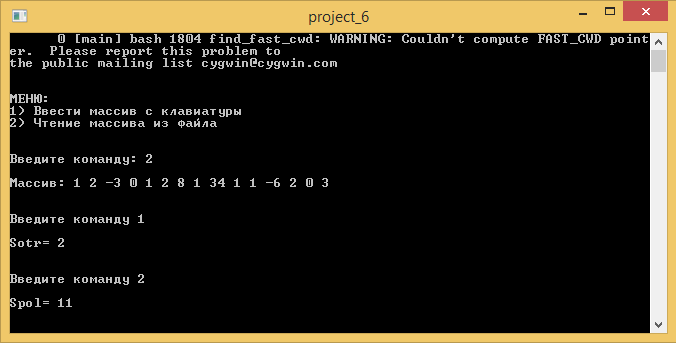 project_6
0 [main] bash 1804 find_fast_cwd: WARNING: Couldn't compute FAST_CWD point
er.  Please report this problem to
the public mailing list cygwin@cygwin.com
МЕНЮ:
1) Ввести массив с клавиатуры
2) Чтение массива из файла
Введите команду: 2
Массив: 1 2 -3 0 1 2 8 1 34 1 1 -6 2 0 3
Введите команду 1
Sotr= 2
Введите команду 2
Spol= 11